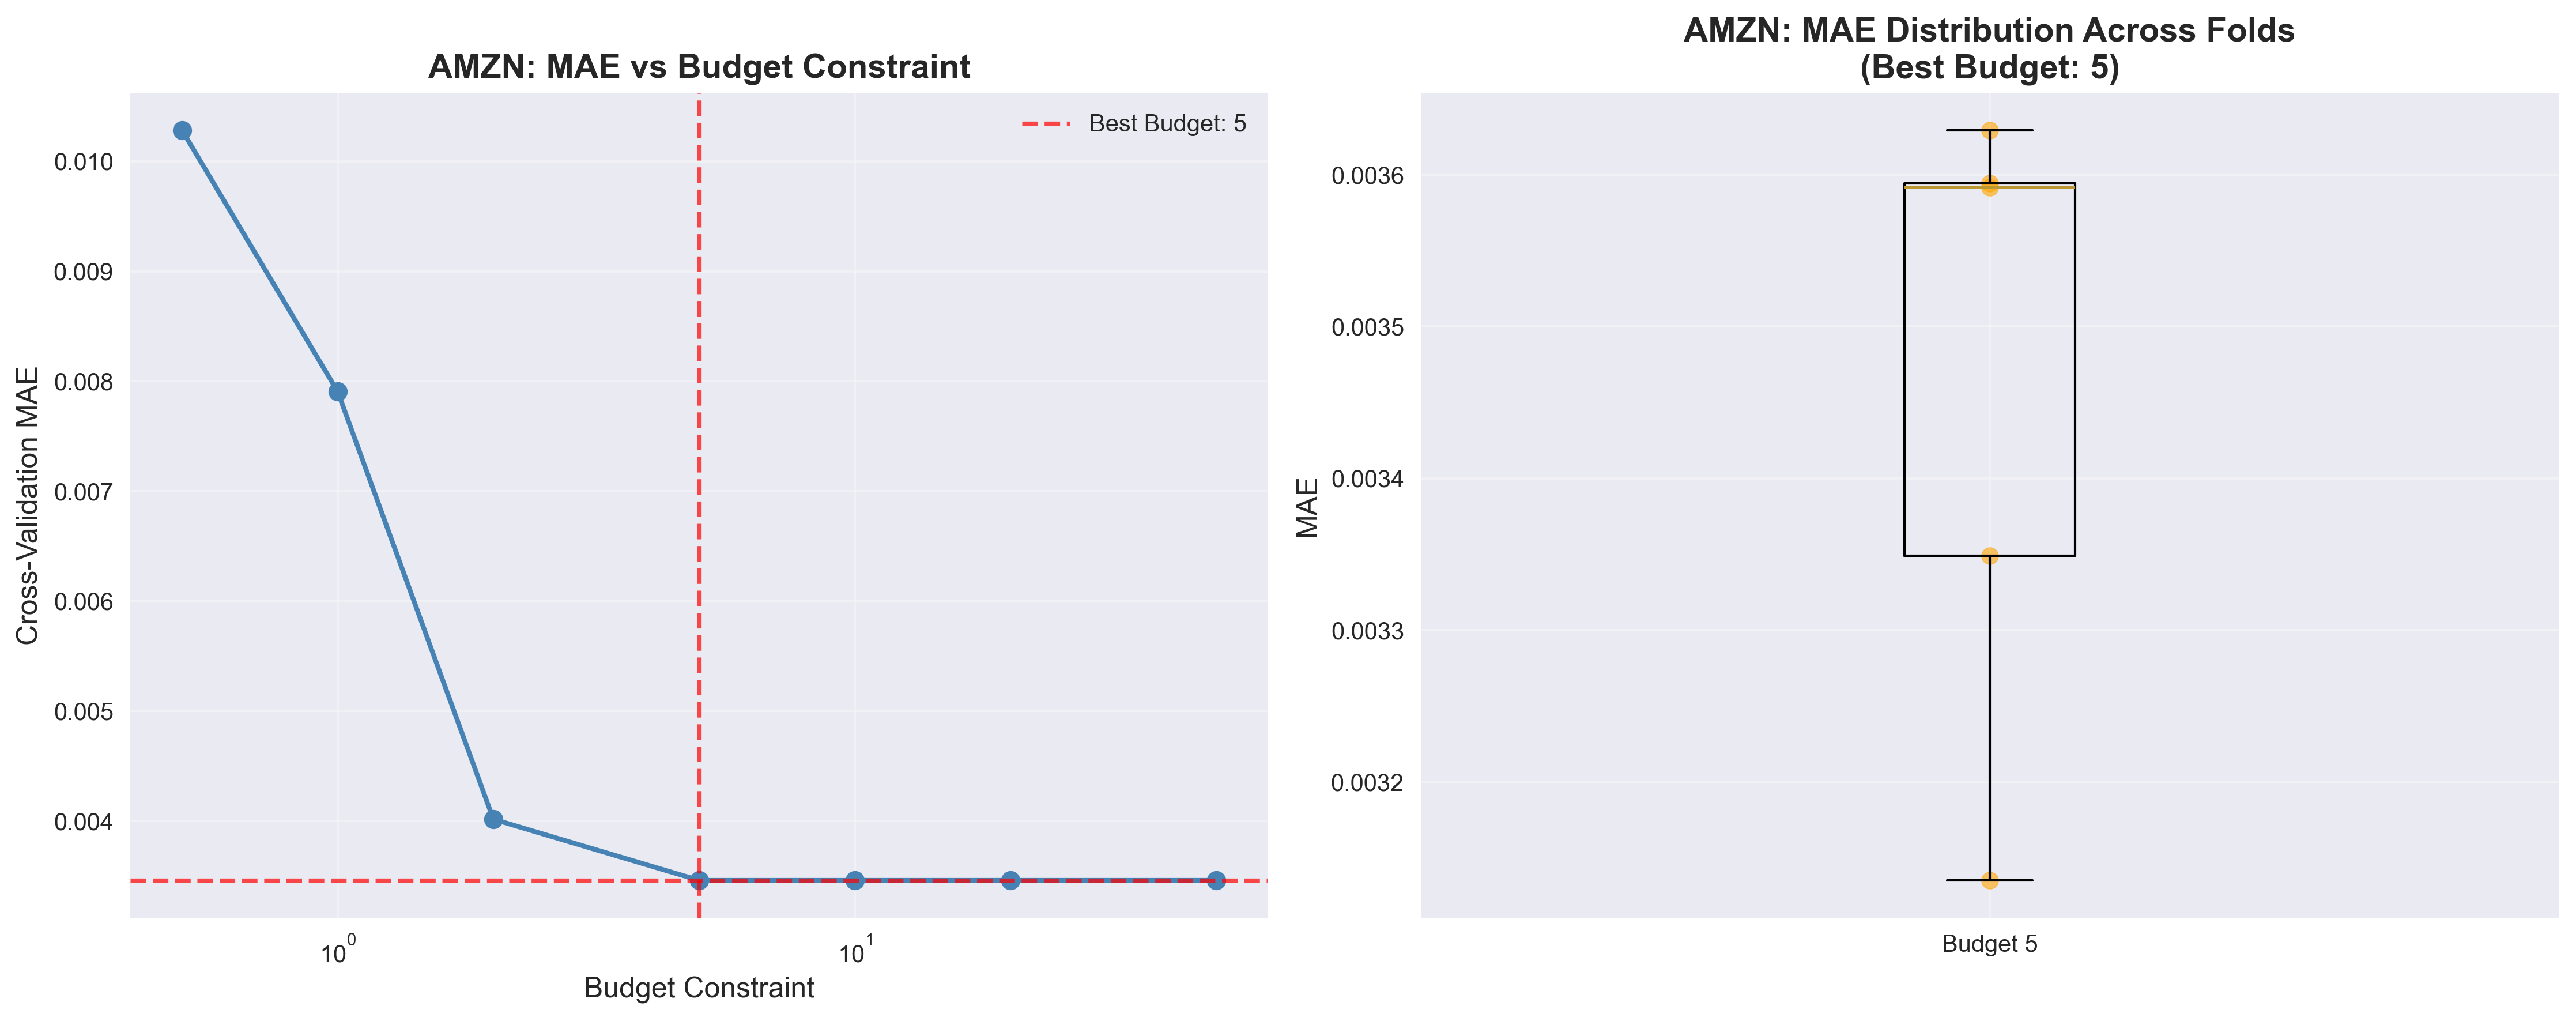 AMZN: MAE vs Budget Constraint
Best Budget: 5
0.010
0.009
0.008
0.007
0.006
0.005
0.004
Cross-Validation MAE
10^0
10^1
Budget Constraint
AMZN: MAE Distribution Across Folds
(Best Budget: 5)
0.0036
0.0035
0.0034
0.0033
0.0032
MAE
Budget 5